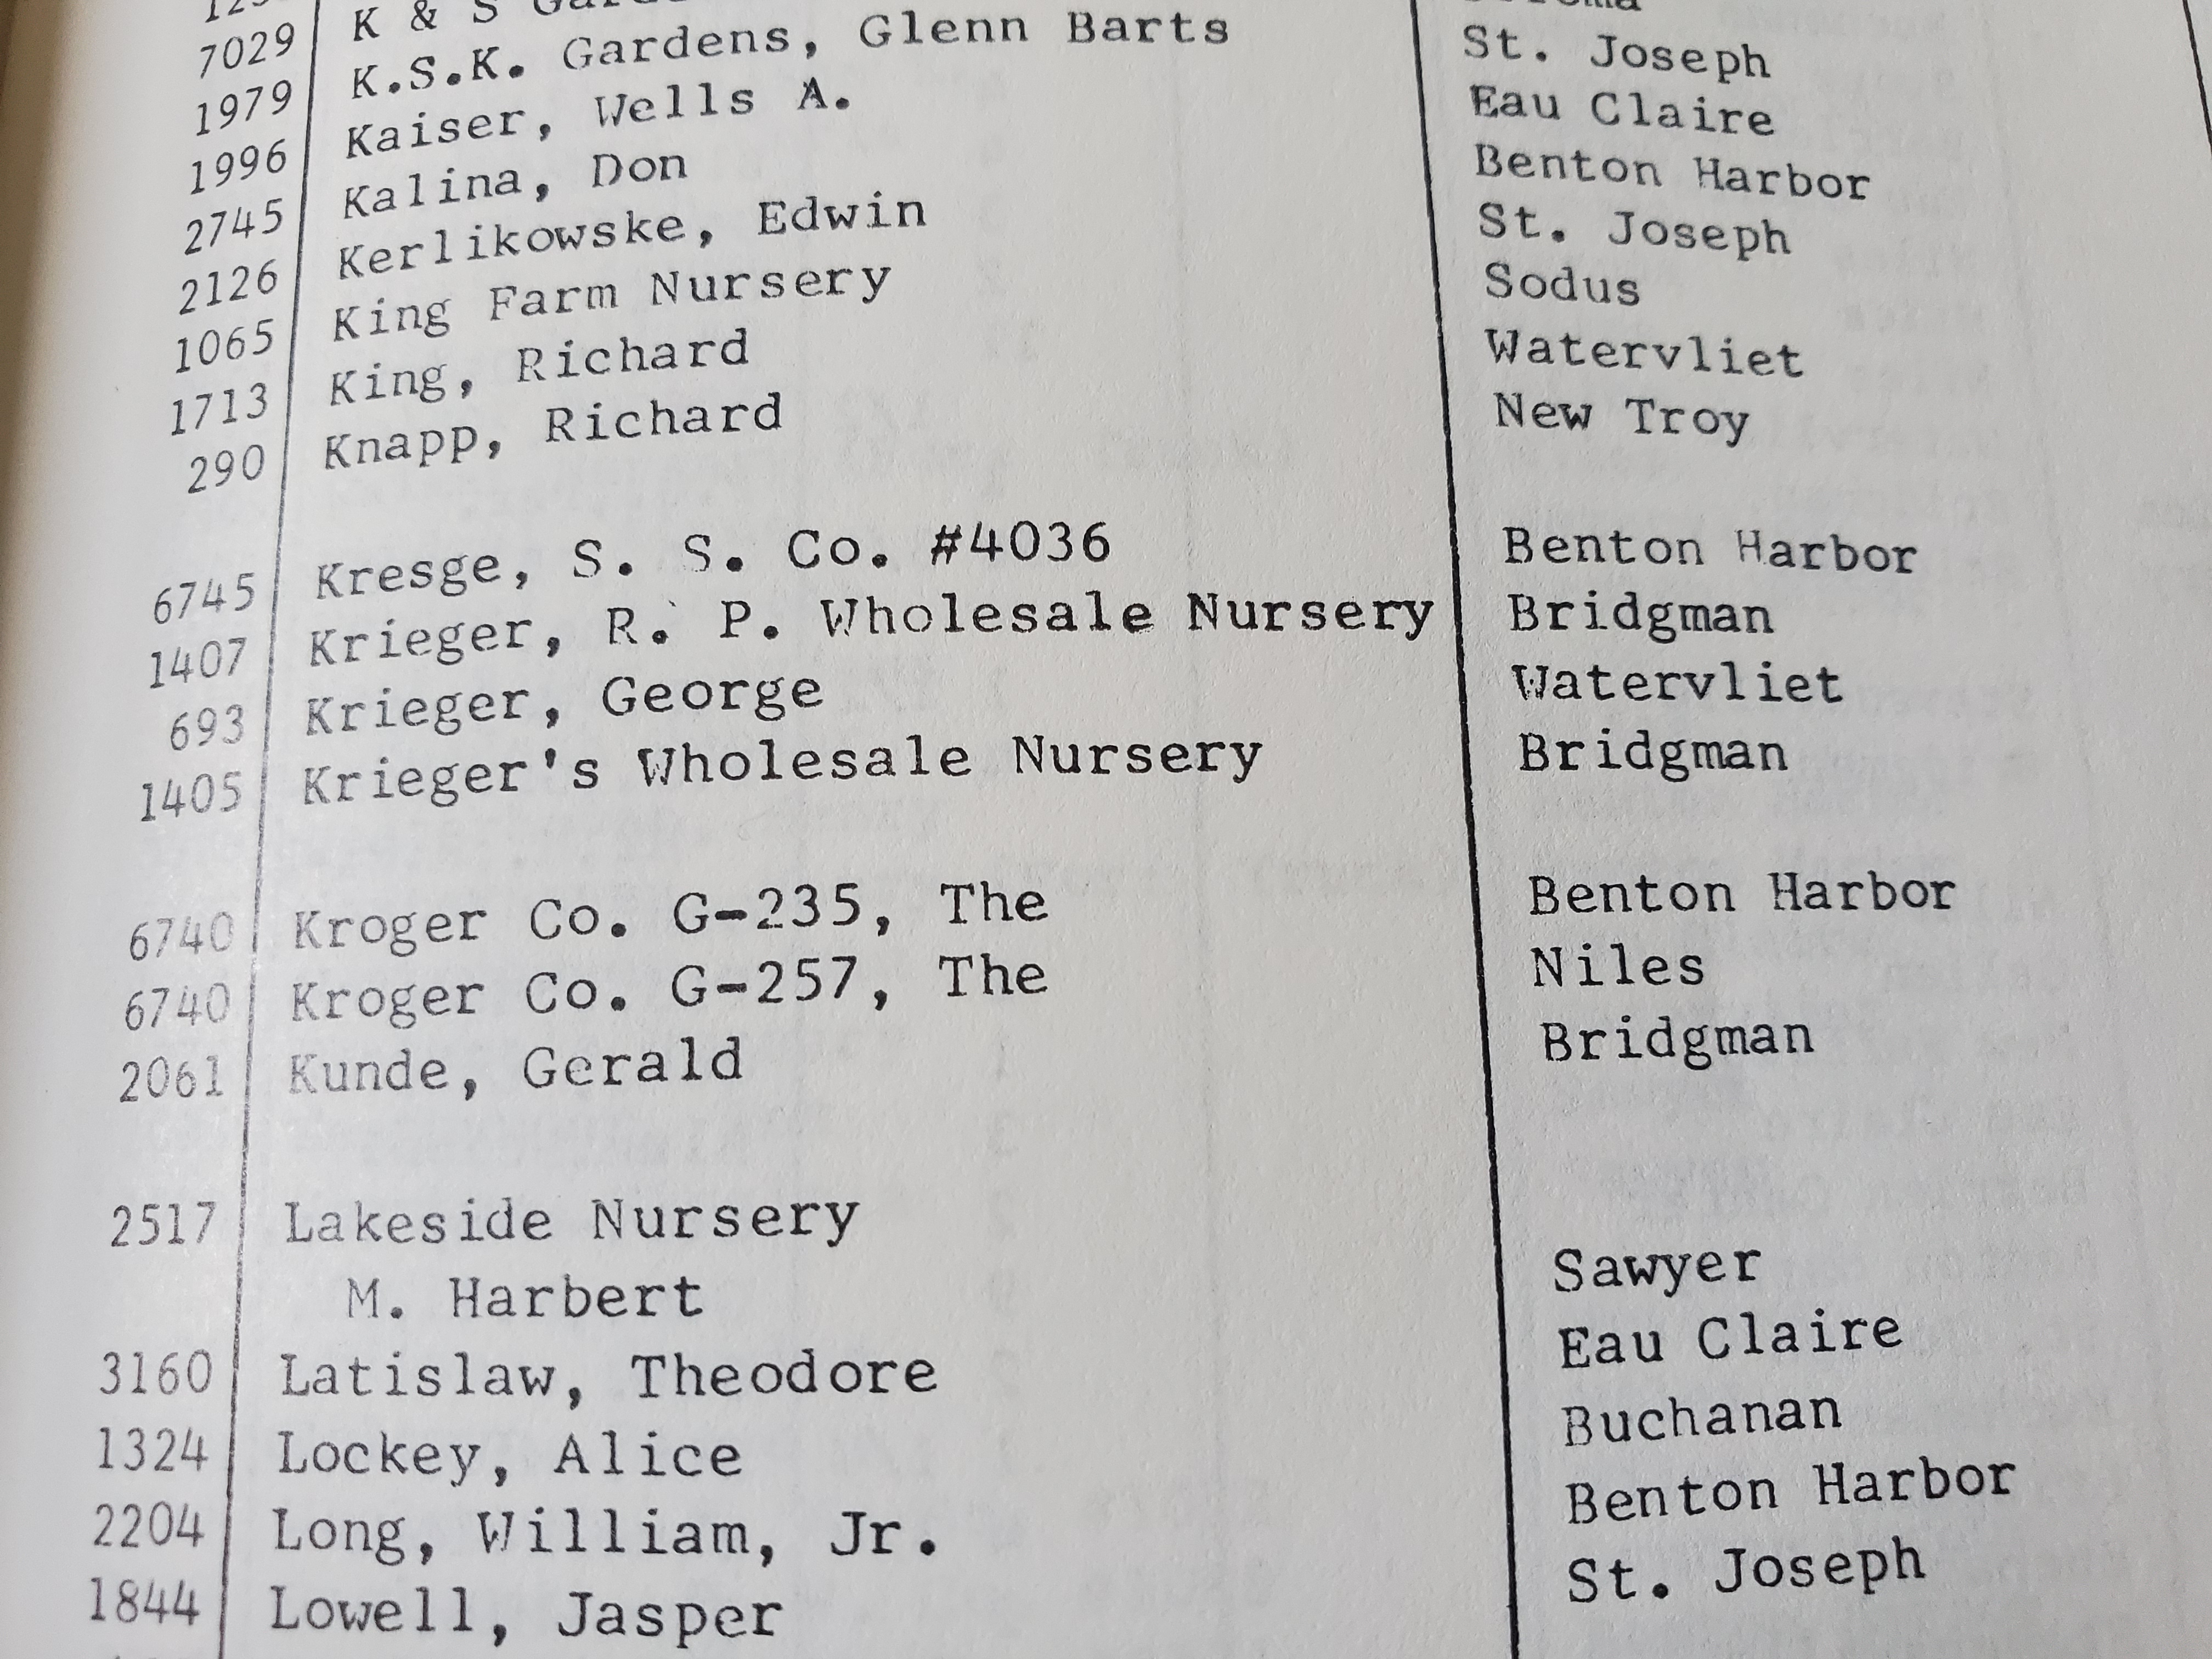 7029 K & S
1979 K.S.K. Gardens, Glenn Barts St. Joseph
1996 Kaiser, Wells A. Eau Claire
2745 Kalina, Don Benton Harbor
2126 Kerlikowske, Edwin St. Joseph
1065 King Farm Nursery Sodus
1713 King, Richard Watervliet
290 Knapp, Richard New Troy
6745 Kresge, S. S. Co. #4036 Benton Harbor
1407 Krieger, R. P. Wholesale Nursery Bridgman
693 Krieger, George Watervliet
1405 Krieger's Wholesale Nursery Bridgman
6740 Kroger Co. G-235, The Benton Harbor
6740 Kroger Co. G-257, The Niles
2061 Kunde, Gerald Bridgman
2517 Lakeside Nursery
M. Harbert Sawyer
3160 Latislaw, Theodore Eau Claire
1324 Lockey, Alice Buchanan
2204 Long, William, Jr. Benton Harbor
1844 Lowell, Jasper St. Joseph